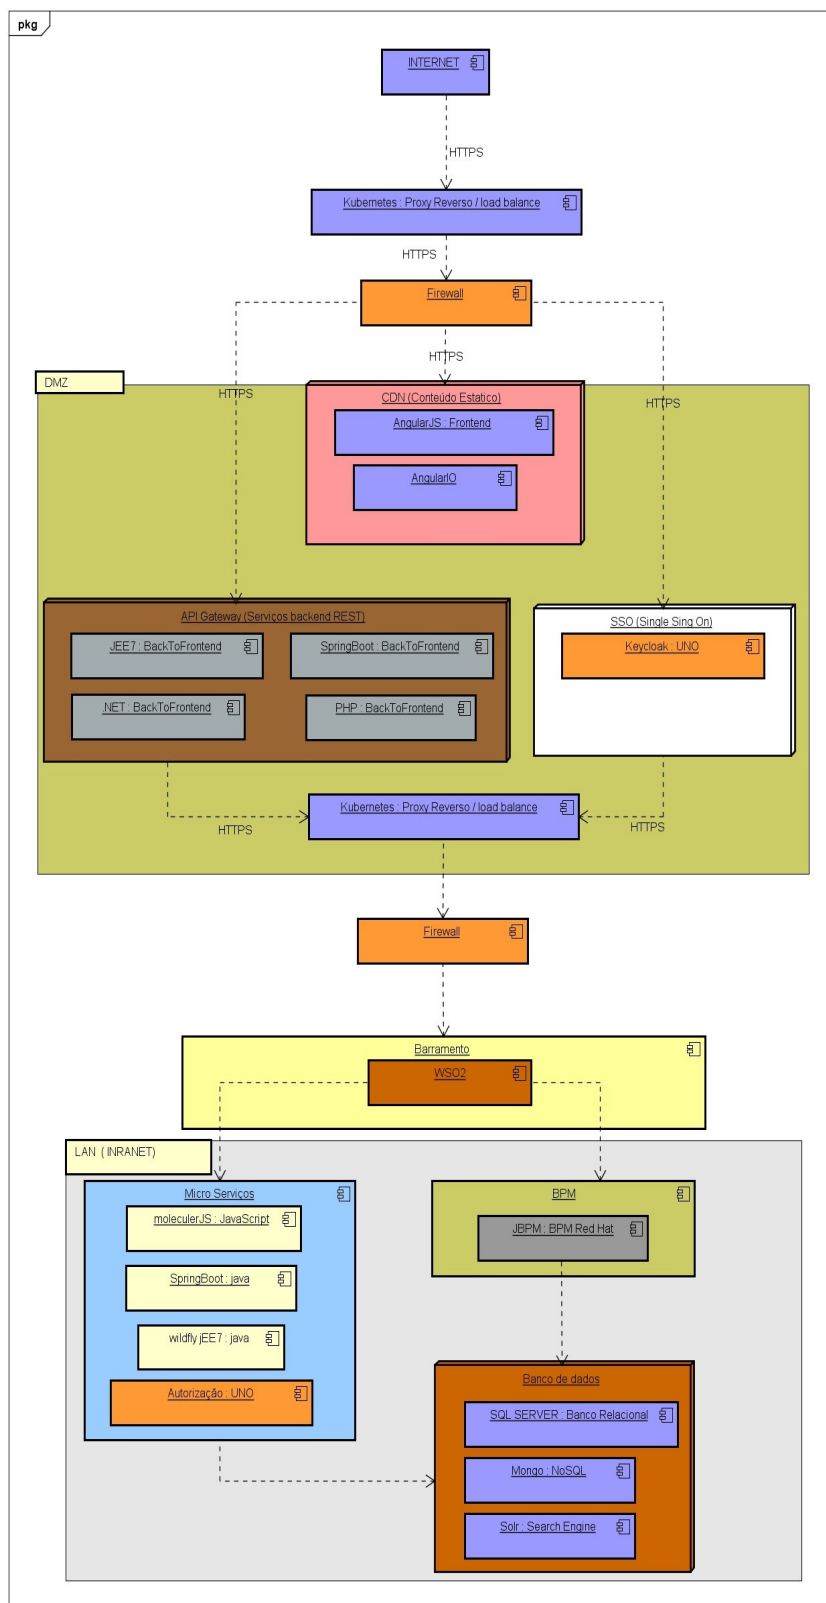 pkg
INTERNET
HTTPS
Kubernetes : Proxy Reverso / load balance
HTTPS
Firewall
HTTPS
DMZ
HTTPS
HTTPS
CDN (Conteúdo Estatico)
AngularJS : Frontend
AngularIO
API Gateway (Serviços backend REST)
JEE7 : BackToFrontend
SpringBoot : BackToFrontend
.NET : BackToFrontend
PHP : BackToFrontend
SSO (Single Sing On)
Keycloak : UNO
Kubernetes : Proxy Reverso / load balance
HTTPS
HTTPS
Firewall
Barramento
WSO2
LAN ( INRANET)
Micro Serviços
moleculerJS : JavaScript
SpringBoot : java
wildfly jEE7 : java
Autorização : UNO
BPM
JBPM : BPM Red Hat
Banco de dados
SQL SERVER : Banco Relacional
Mongo : NoSQL
Solr : Search Engine